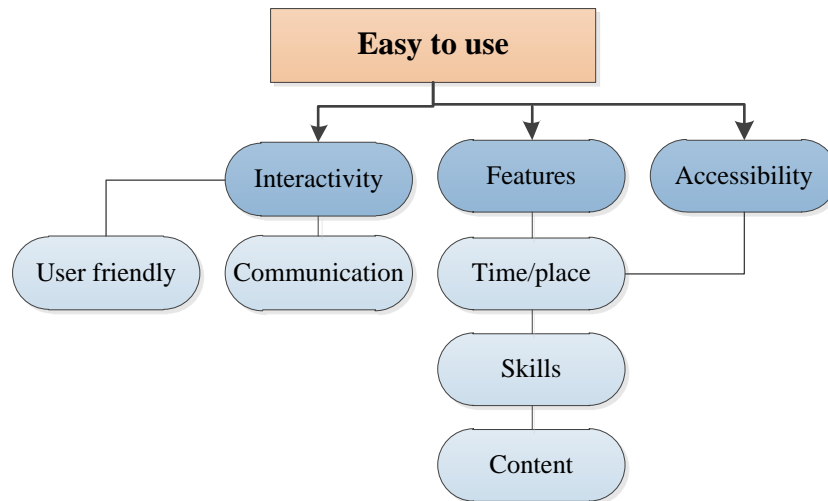 Easy to use
Interactivity
Features
Accessibility
User friendly
Communication
Time/place
Skills
Content